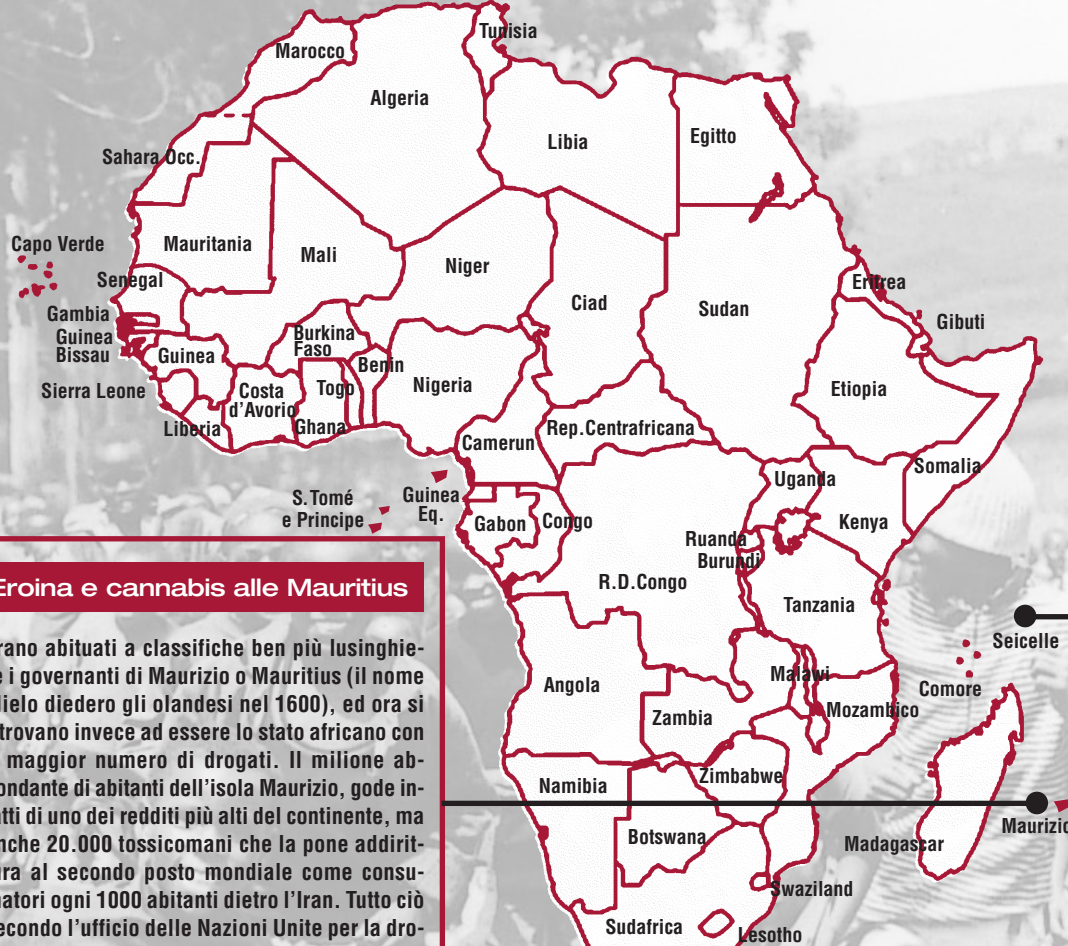 Tunisia
Marocco
Algeria
Libia
Egitto
Sahara Occ.
Capo Verde
Mauritania
Mali
Niger
Ciad
Sudan
Eritrea
Senegal
Gambia
Gibuti
Guinea
Bissau
Guinea
Burkina
Faso
Benin
Nigeria
Etiopia
Sierra Leone
Costa
d'Avorio
Togo
Liberia
Ghana
Camerun
Rep.Centrafricana
Somalia
Uganda
S.Tomé
e Principe
Guinea
Eq.
Gabon
Congo
Kenya
Ruanda
Burundi
R.D.Congo
Tanzania
Seicelle
Comore
Angola
Malawi
Zambia
Mozambico
Namibia
Zimbabwe
Maurizio
Botswana
Madagascar
Swaziland
Sudafrica
Lesotho
Eroina e cannabis alle Mauritius
rano abituati a classifiche ben più lusinghie-
e i governanti di Maurizio o Mauritius (il nome
lielo diedero gli olandesi nel 1600), ed ora si
trovano invece ad essere lo stato africano con
maggior numero di drogati. Il milione ab-
ondante di abitanti dell'isola Maurizio, gode in-
tti di uno dei redditi più alti del continente, ma
nche 20.000 tossicomani che la pone addirit-
ra al secondo posto mondiale come consu-
atori ogni 1000 abitanti dietro l'Iran. Tutto ciò
econdo l'ufficio delle Nazioni Unite per la dro-